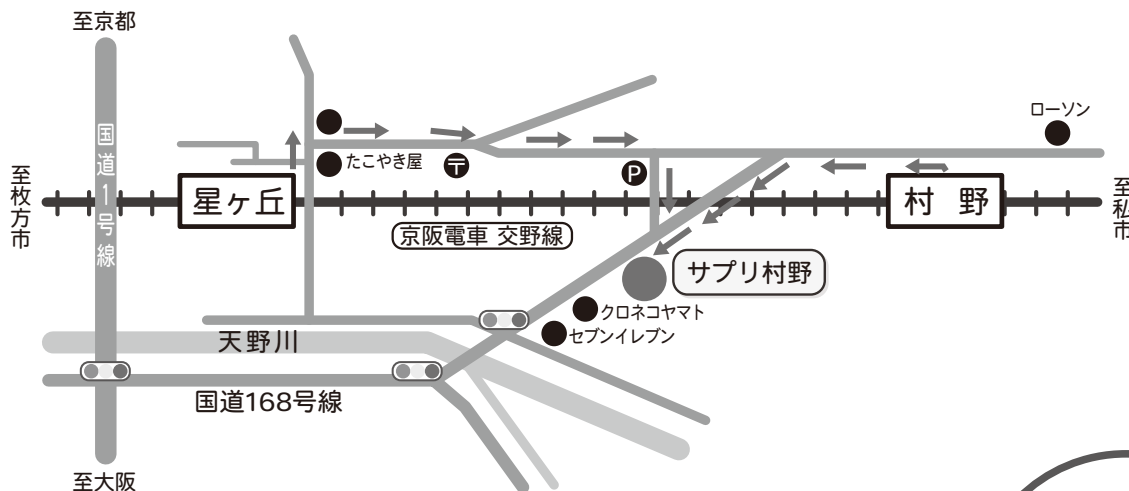 至京都
国道1号線
ローソン
たこやき屋
〒
P
至枚方市
星ヶ丘
村 野
至私市
京阪電車 交野線
サプリ村野
クロネコヤマト
セブンイレブン
天野川
国道168号線
至大阪